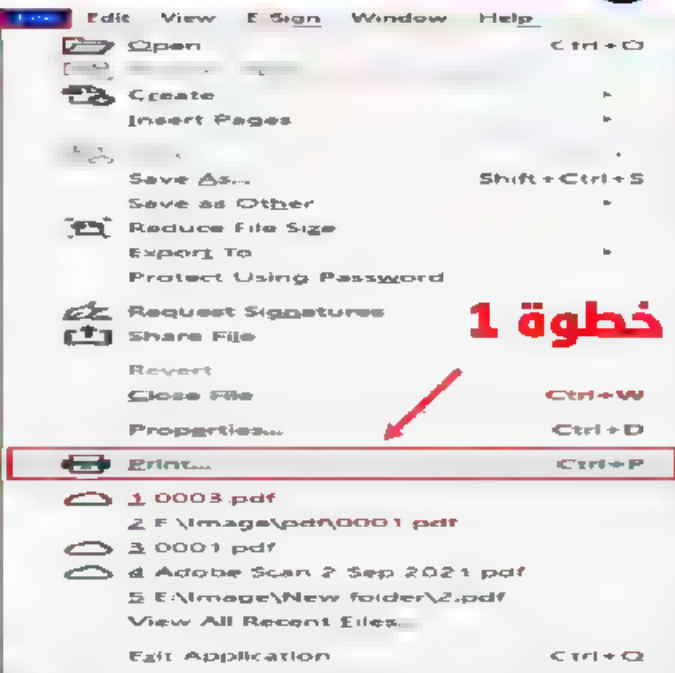 Edit View E Sign Window Help
Open Ctrl+O
Create
Insert Pages
Save As... Shift+Ctrl+S
Save as Other
Reduce File Size
Export To
Protect Using Password
Request Signatures
خطوة 1
Share File
Revert
Close File Ctrl+W
Properties... Ctrl+D
Print... Ctrl+P
1 0003.pdf
2 E:\Image\pdf\0001.pdf
3 0001.pdf
4 Adobe Scan 2 Sep 2021.pdf
5 E:\Image\New folder\2.pdf
View All Recent Files...
Exit Application Ctrl+Q